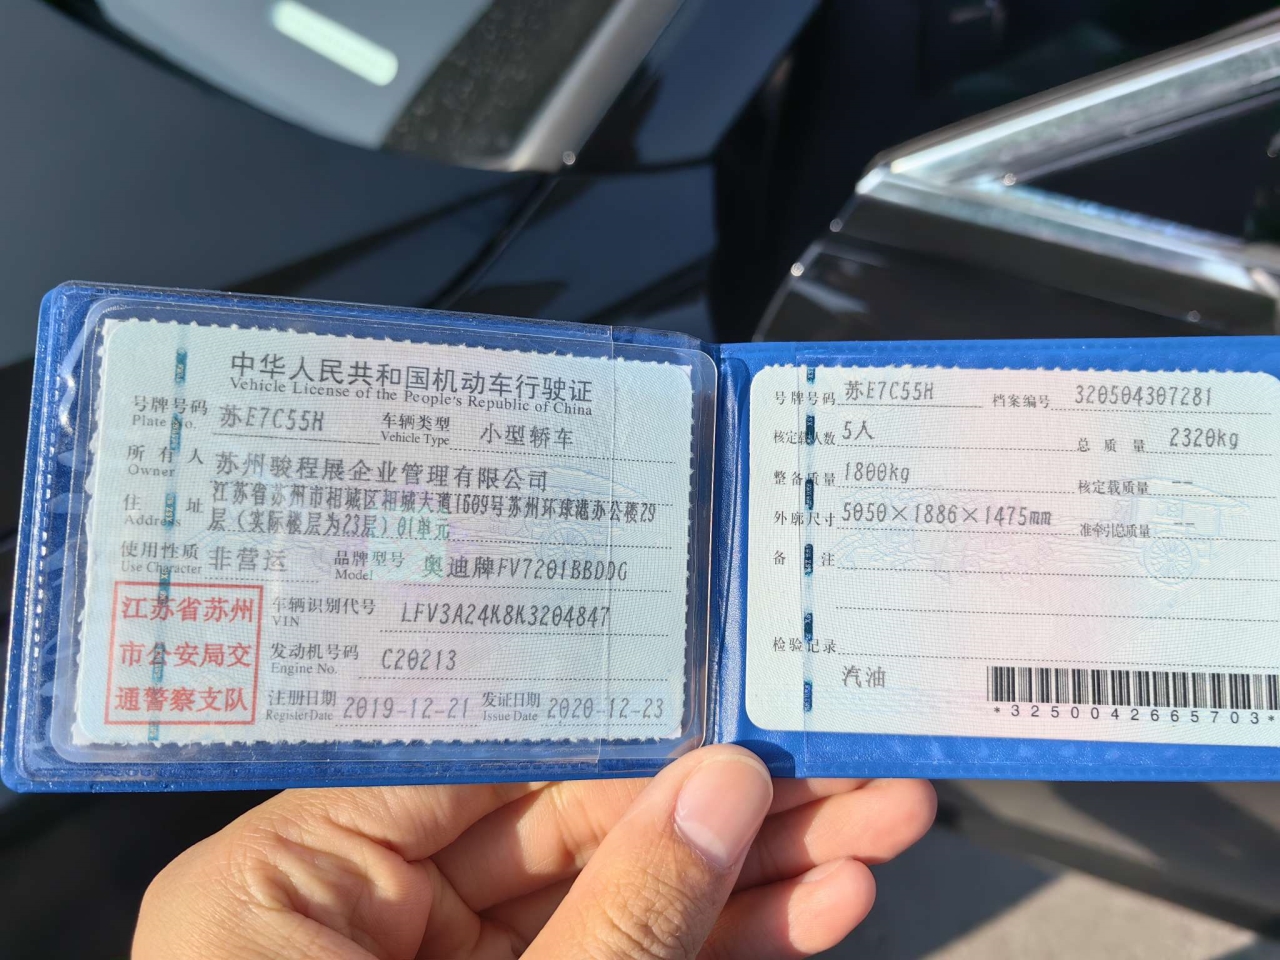 中华人民共和国机动车行驶证
Vehicle License of the People's Republic of China
号牌号码 苏E7C55H 车辆类型 小型轿车
Plate No. Vehicle Type
所有人 苏州骏程展企业管理有限公司
Owner
住址 江苏省苏州市相城区相城大道1609号苏州环球港办公楼29
Address 层（实际楼层为23层）01单元
使用性质 非营运 品牌型号 奥迪牌FV7201BBDDG
Use Character Model
江苏省苏州
市公安局交
通警察支队
车辆识别代号 LFV3A24K8K3204847
VIN
发动机号码 C20213
Engine No.
注册日期 2019-12-21 发证日期 2020-12-23
Register Date Issue Date
号牌号码 苏E7C55H 档案编号 320504307281
核定载人数 5人 总质量 2320kg
整备质量 1800kg 核定载质量 --
外廓尺寸 5050×1886×1475mm 准牵引总质量 --
备注
检验记录
汽油
*3250042665703*